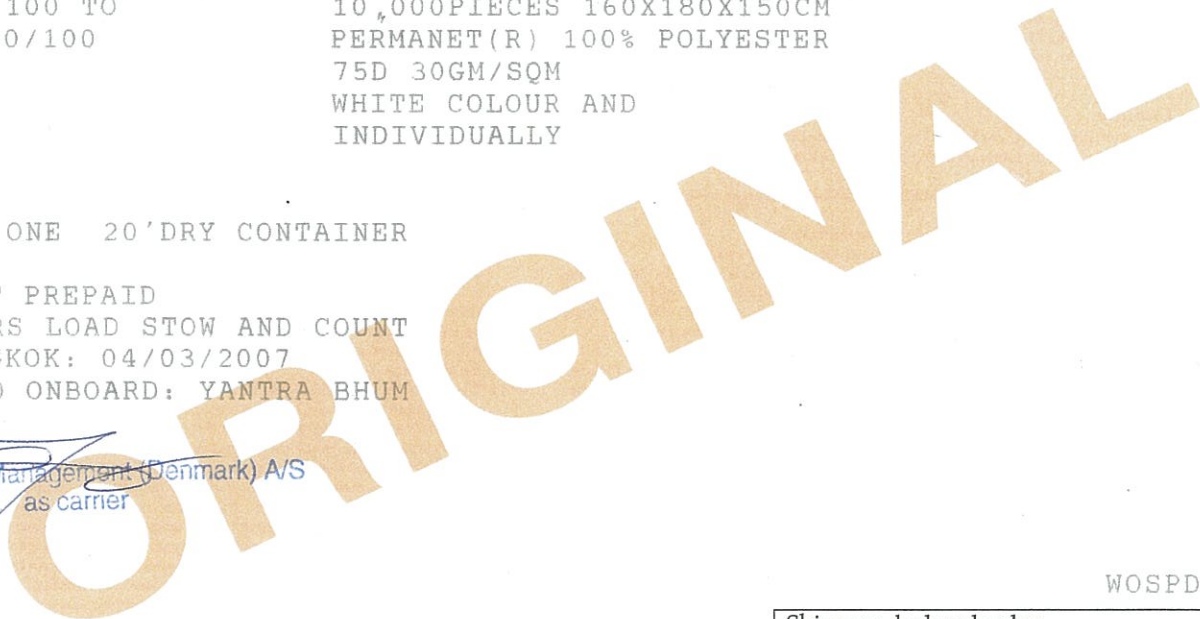 100 TO
0/100
10,000PIECES 160X180X150CM
PERMANET(R) 100% POLYESTER
75D 30GM/SQM
WHITE COLOUR AND
INDIVIDUALLY
ONE 20'DRY CONTAINER
PREPAID
RS LOAD STOW AND COUNT
KOK: 04/03/2007
ONBOARD: YANTRA BHUM
Management (Denmark) A/S
as carrier
ORIGINAL
WOSPD